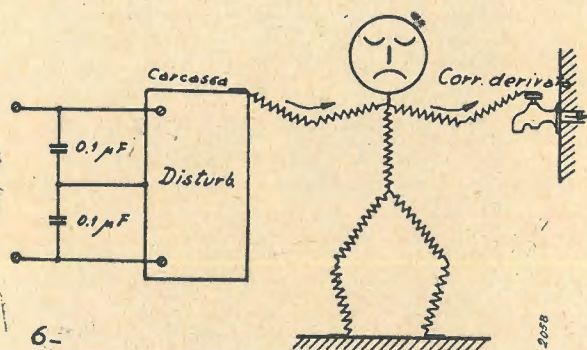 Carcassa
Corr. derivata
0.1 μF
Disturb.
0.1 μF
6-
2058